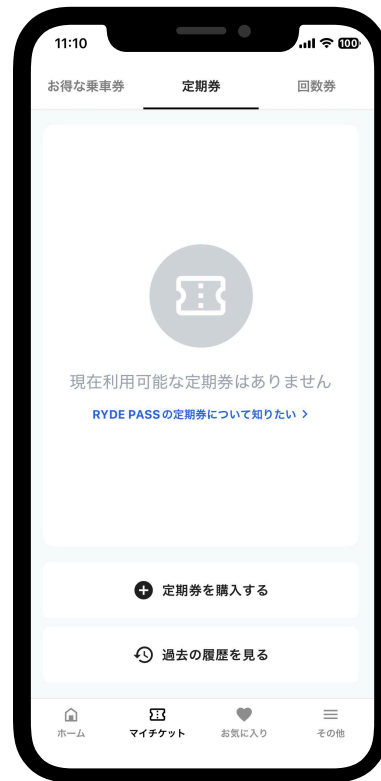 11:10
100
お得な乗車券
定期券
回数券
現在利用可能な定期券はありません
RYDE PASSの定期券について知りたい
定期券を購入する
過去の履歴を見る
ホーム
マイチケット
お気に入り
その他